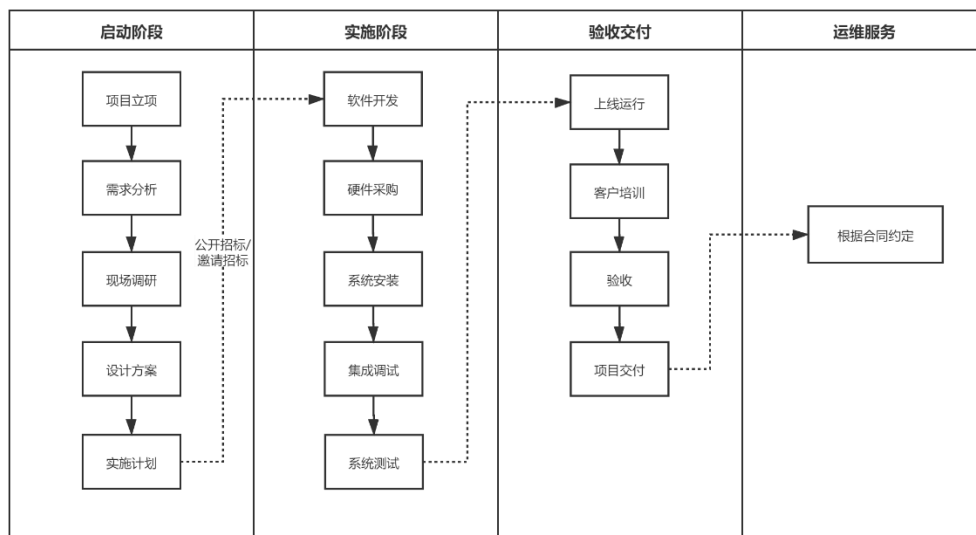 启动阶段
实施阶段
验收交付
运维服务
项目立项
需求分析
现场调研
设计方案
实施计划
公开招标/
邀请招标
软件开发
硬件采购
系统安装
集成调试
系统测试
上线运行
客户培训
验收
项目交付
根据合同约定